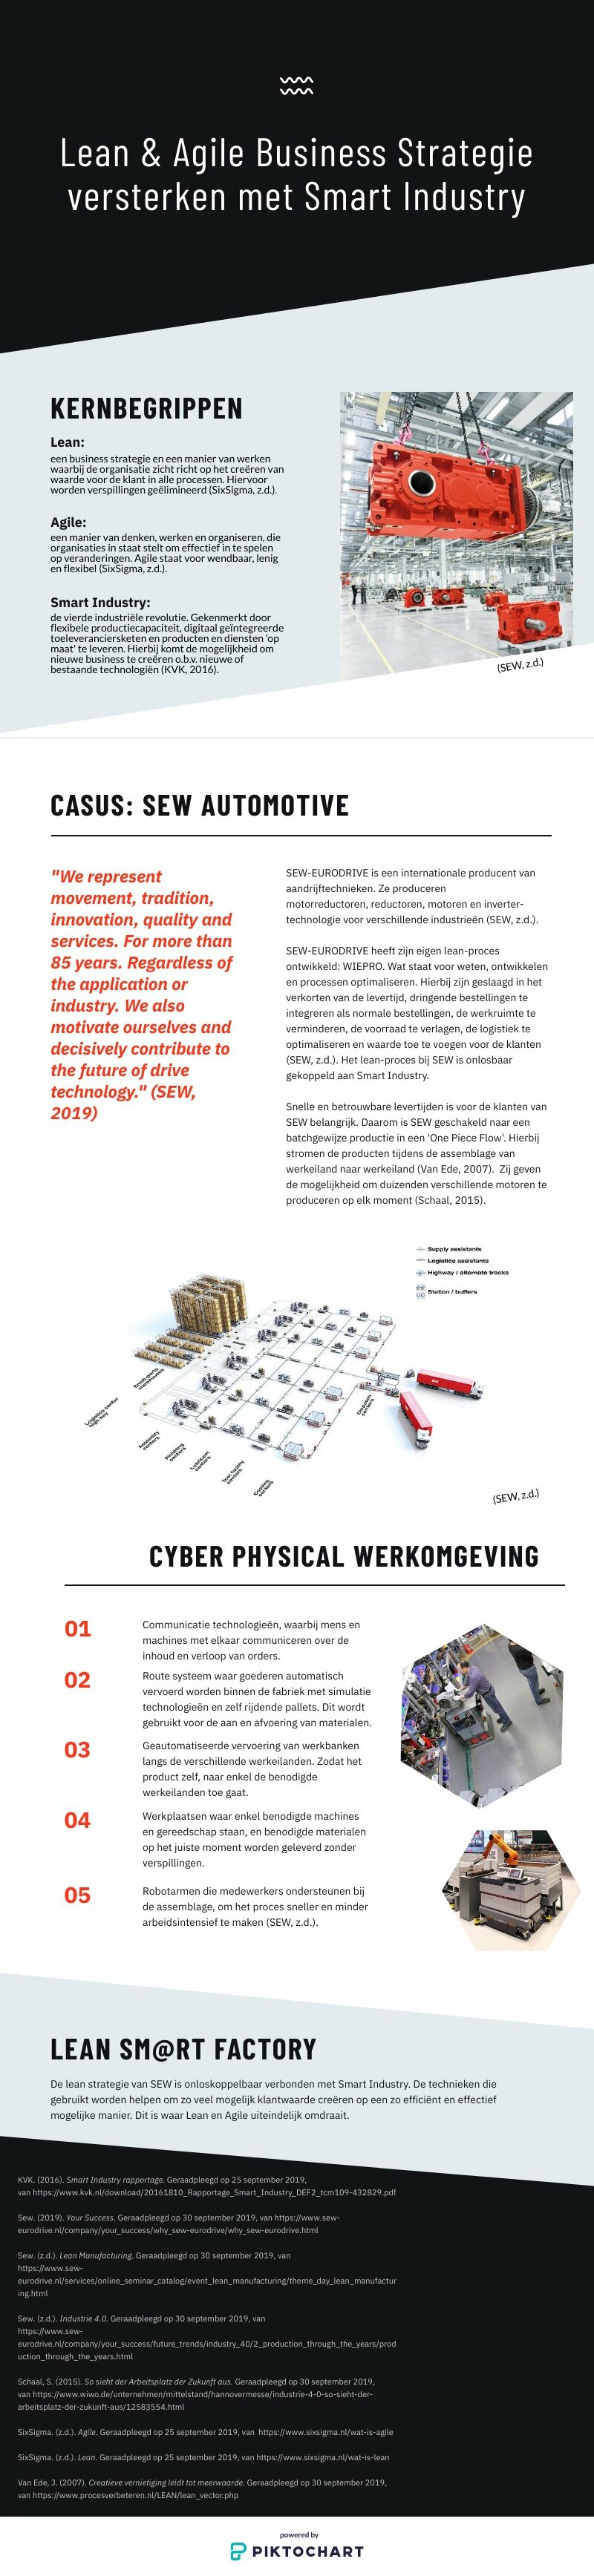 Lean & Agile Business Strategie
versterken met Smart Industry
KERNBEGRIPPEN
Lean:
een business strategie en een manier van werken
waarbij de organisatie zicht richt op het creëren van
waarde voor de klant in alle processen. Hiervoor
worden verspillingen geëlimineerd (SixSigma, z.d.).
Agile:
een manier van denken, werken en organiseren, die
organisaties in staat stelt om effectief in te spelen
op veranderingen. Agile staat voor wendbaar, lenig
en flexibel (SixSigma, z.d.).
Smart Industry:
de vierde industriële revolutie. Gekenmerkt door
flexibele productiecapaciteit, digitaal geïntegreerde
toeleveranciersketen en producten en diensten 'op
maat' te leveren. Hierbij komt de mogelijkheid om
nieuwe business te creëren o.b.v. nieuwe of
bestaande technologiën (KVK, 2016).
(SEW, z.d.)
CASUS: SEW AUTOMOTIVE
"We represent
movement, tradition,
innovation, quality and
services. For more than
85 years. Regardless of
the application or
industry. We also
motivate ourselves and
decisively contribute to
the future of drive
technology." (SEW,
2019)
SEW-EURODRIVE is een internationale producent van
aandrijftechnieken. Ze produceren
motorreductoren, reductoren, motoren en inverter-
technologie voor verschillende industrieën (SEW, z.d.).
SEW-EURODRIVE heeft zijn eigen lean-proces
ontwikkeld: WIEPRO. Wat staat voor weten, ontwikkelen
en processen optimaliseren. Hierbij zijn geslaagd in het
verkorten van de levertijd, dringende bestellingen te
integreren als normale bestellingen, de werkruimte te
verminderen, de voorraad te verlagen, de logistiek te
optimaliseren en waarde toe te voegen voor de klanten
(SEW, z.d.). Het lean-proces bij SEW is onlosbaar
gekoppeld aan Smart Industry.
Snelle en betrouwbare levertijden is voor de klanten van
SEW belangrijk. Daarom is SEW geschakeld naar een
batchgewijze productie in een 'One Piece Flow'. Hierbij
stromen de producten tijdens de assemblage van
werkeiland naar werkeiland (Van Ede, 2007). Zij geven
de mogelijkheid om duizenden verschillende motoren te
produceren op elk moment (Schaal, 2015).
Supply assistants
Logistics assistants
Highway / alternate tracks
Station / buffers
Small-parts
warehouse
Logistics center
high-bay
Assembly
centers
Finishing
centers
Lubricant
centers
Test facility
centers
Coating
centers
Dispatch
centers
(SEW, z.d.)
CYBER PHYSICAL WERKOMGEVING
01
Communicatie technologieën, waarbij mens en
machines met elkaar communiceren over de
inhoud en verloop van orders.
02
Route systeem waar goederen automatisch
vervoerd worden binnen de fabriek met simulatie
technologieën en zelf rijdende pallets. Dit wordt
gebruikt voor de aan en afvoering van materialen.
03
Geautomatiseerde vervoering van werkbanken
langs de verschillende werkeilanden. Zodat het
product zelf, naar enkel de benodigde
werkeilanden toe gaat.
04
Werkplaatsen waar enkel benodigde machines
en gereedschap staan, en benodigde materialen
op het juiste moment worden geleverd zonder
verspillingen.
05
Robotarmen die medewerkers ondersteunen bij
de assemblage, om het proces sneller en minder
arbeidsintensief te maken (SEW, z.d.).
LEAN SM@RT FACTORY
De lean strategie van SEW is onloskoppelbaar verbonden met Smart Industry. De technieken die
gebruikt worden helpen om zo veel mogelijk klantwaarde creëren op een zo efficiënt en effectief
mogelijke manier. Dit is waar Lean en Agile uiteindelijk omdraait.
KVK. (2016). Smart Industry rapportage. Geraadpleegd op 25 september 2019,
van https://www.kvk.nl/download/20161810_Rapportage_Smart_Industry_DEF2_tcm109-432829.pdf
Sew. (2019). Your Success. Geraadpleegd op 30 september 2019, van https://www.sew-
eurodrive.nl/company/your_success/why_sew-eurodrive/why_sew-eurodrive.html
Sew. (z.d.). Lean Manufacturing. Geraadpleegd op 30 september 2019, van
https://www.sew-
eurodrive.nl/services/online_seminar_catalog/event_lean_manufacturing/theme_day_lean_manufactur
ing.html
Sew. (z.d.). Industrie 4.0. Geraadpleegd op 30 september 2019, van
https://www.sew-
eurodrive.nl/company/your_success/future_trends/industry_40/2_production_through_the_years/prod
uction_through_the_years.html
Schaal, S. (2015). So sieht der Arbeitsplatz der Zukunft aus. Geraadpleegd op 30 september 2019,
van https://www.wiwo.de/unternehmen/mittelstand/hannovermesse/industrie-4-0-so-sieht-der-
arbeitsplatz-der-zukunft-aus/12583554.html
SixSigma. (z.d.). Agile. Geraadpleegd op 25 september 2019, van https://www.sixsigma.nl/wat-is-agile
SixSigma. (z.d.). Lean. Geraadpleegd op 25 september 2019, van https://www.sixsigma.nl/wat-is-lean
Van Ede, J. (2007). Creatieve vernietiging leidt tot meerwaarde. Geraadpleegd op 30 september 2019,
van https://www.procesverbeteren.nl/LEAN/lean_vector.php
powered by
PIKTOCHART